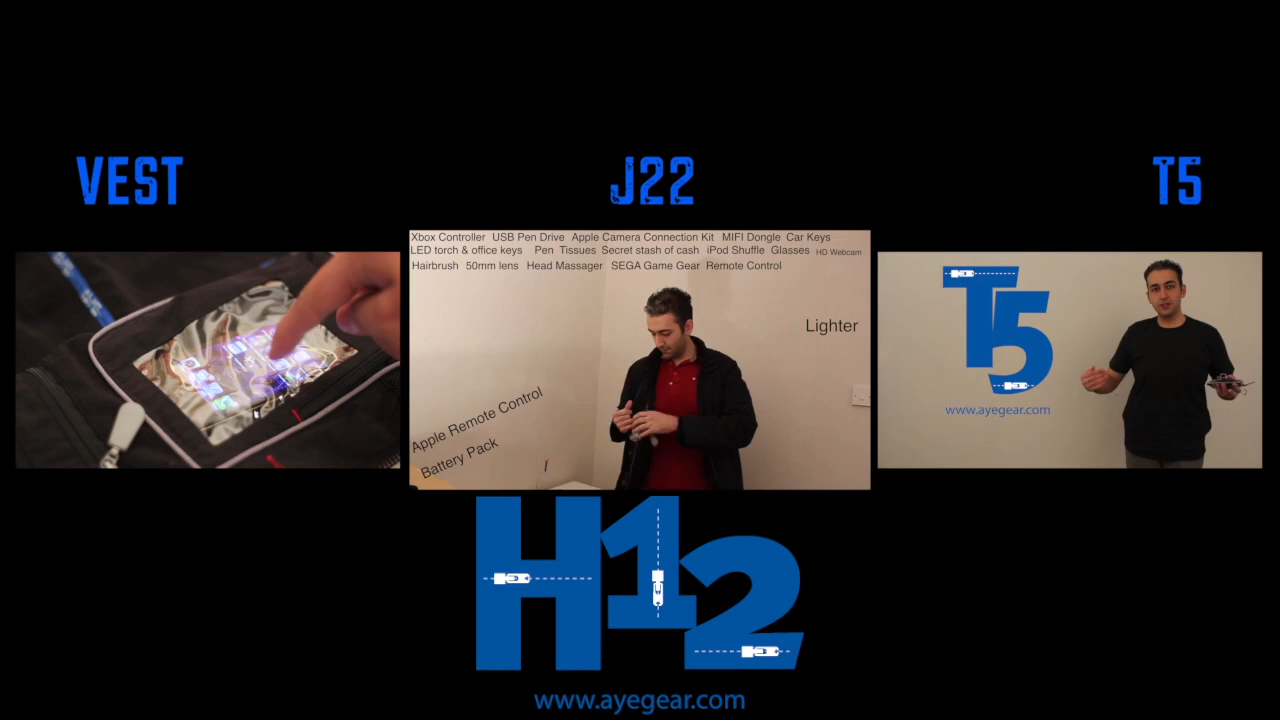 VEST
J22
T5
Xbox Controller USB Pen Drive Apple Camera Connection Kit MIFI Dongle Car Keys
LED torch & office keys Pen Tissues Secret stash of cash iPod Shuffle Glasses HD Webcam
Hairbrush 50mm lens Head Massager SEGA Game Gear Remote Control
Lighter
Apple Remote Control
Battery Pack
T5
www.ayegear.com
H12
www.ayegear.com